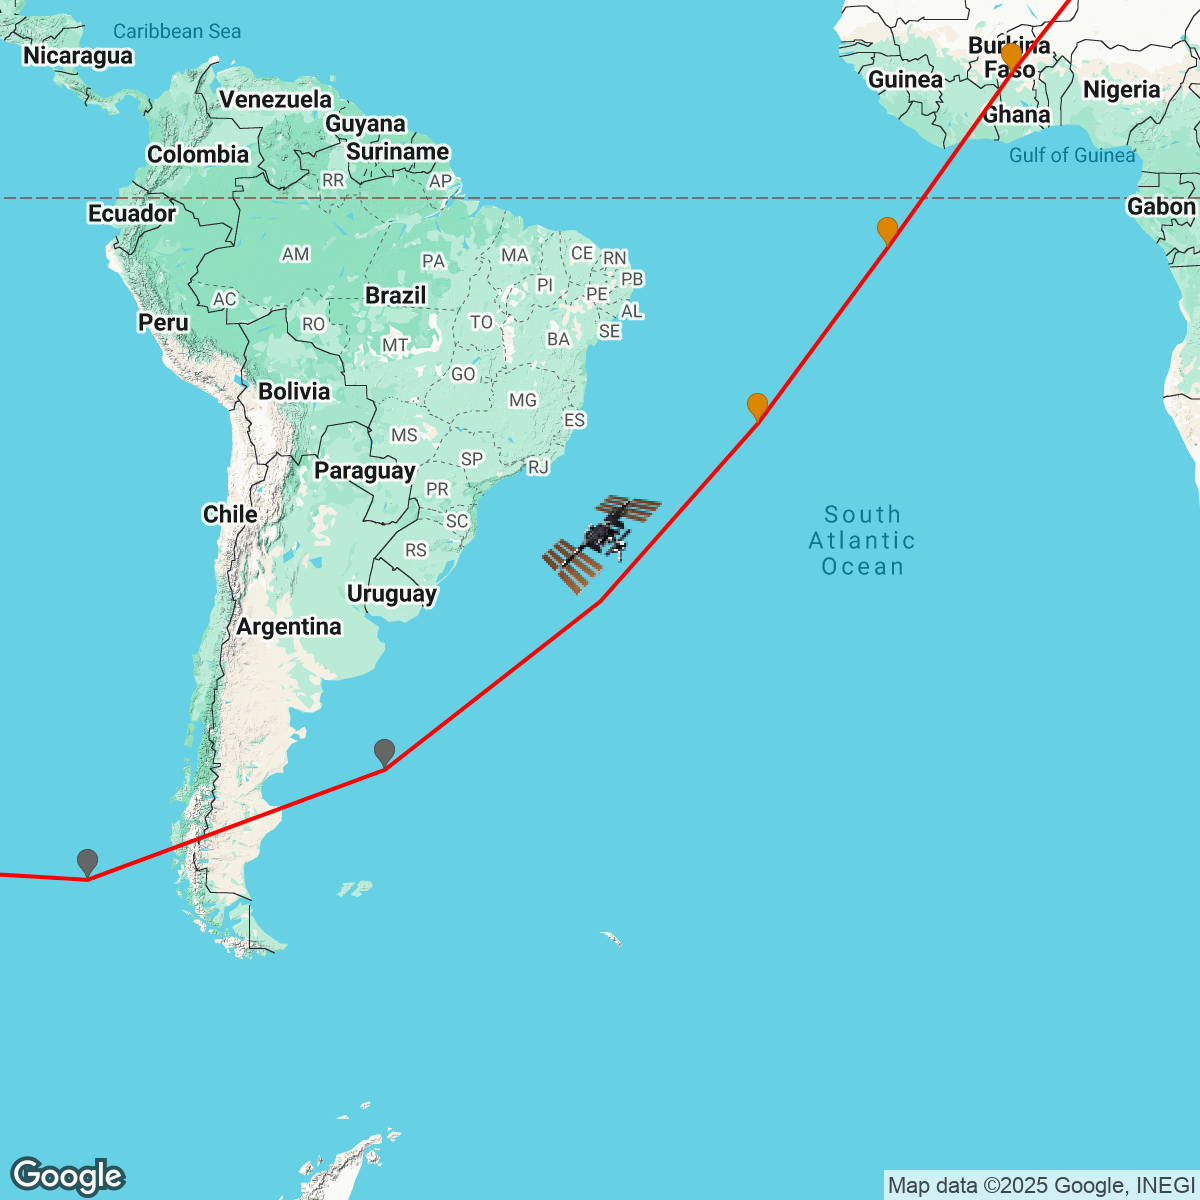 Caribbean Sea
Nicaragua
Venezuela
Guyana
Suriname
Colombia
RR
AP
Ecuador
AM
PA
MA
CE
RN
PB
PI
PE
AL
Brazil
AC
Peru
RO
TO
SE
BA
MT
GO
Bolivia
MG
ES
MS
Paraguay
SP
RJ
PR
Chile
SC
RS
Uruguay
Argentina
Burkina
Faso
Guinea
Nigeria
Ghana
Gulf of Guinea
Gabon
South
Atlantic
Ocean
Google
Map data ©2025 Google, INEGI